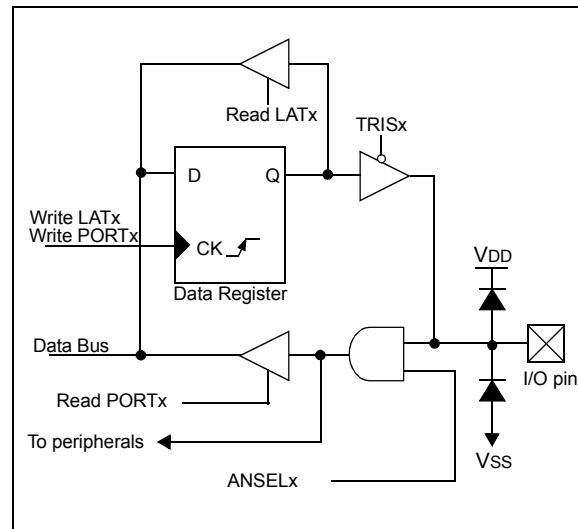 Read LATx
TRISx
D
Q
Write LATx
Write PORTx
CK
VDD
Data Register
Data Bus
I/O pin
Read PORTx
To peripherals
VSS
ANSELx